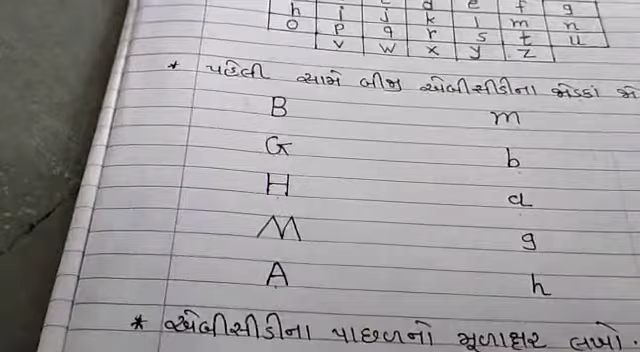 c d e f g
h i j k l m n
o p q r s t u
v w x y z
* પહેલી સામે બીજી એબીસીડીના જોડકાં જો
B m
G b
H a
M g
A h
* એબીસીડીના પાછળનો મૂળાક્ષર લખો.